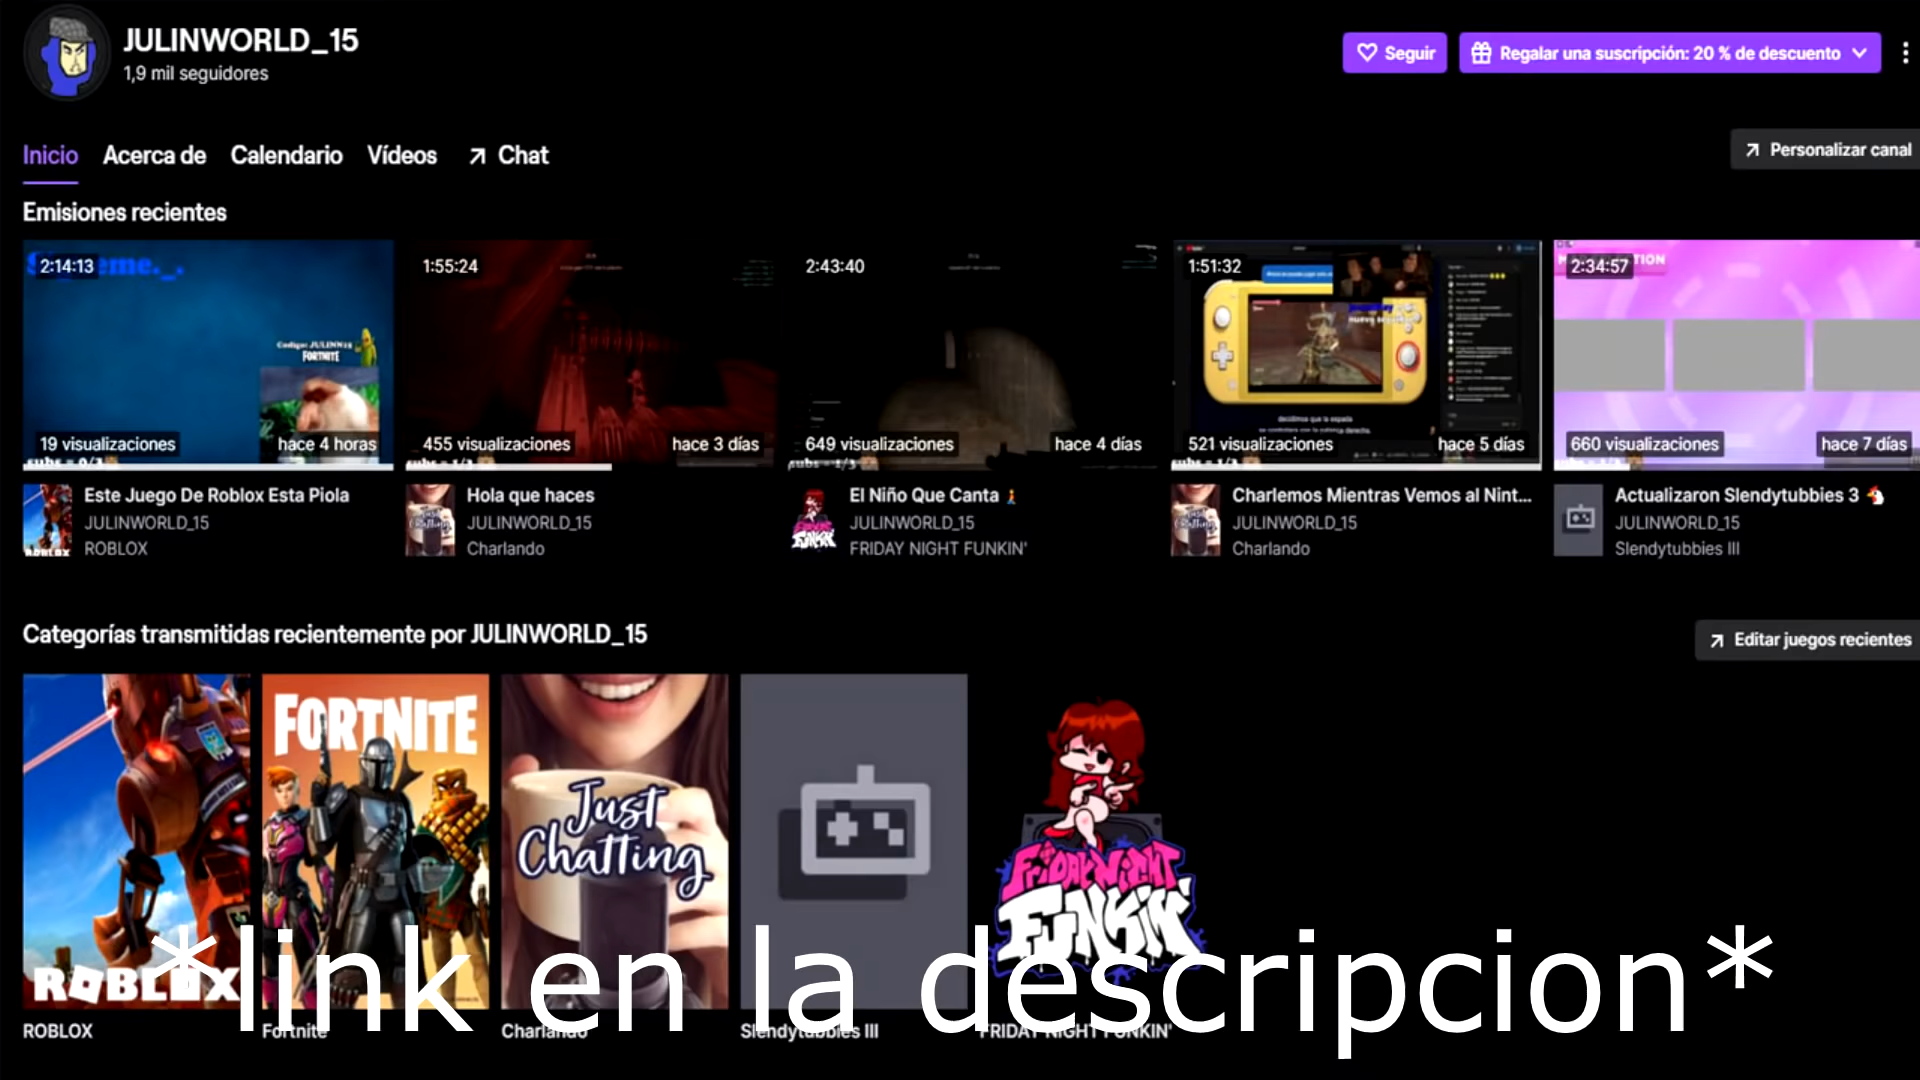 JULINWORLD_15
1,9 mil seguidores
Seguir
Regalar una suscripción: 20 % de descuento
Inicio
Acerca de
Calendario
Vídeos
Chat
Personalizar canal
Emisiones recientes
2:14:13
Codigo: JULINW15
FORTNITE
19 visualizaciones
hace 4 horas
1:55:24
455 visualizaciones
hace 3 días
2:43:40
649 visualizaciones
hace 4 días
1:51:32
521 visualizaciones
hace 5 días
2:34:57
660 visualizaciones
hace 7 días
Este Juego De Roblox Esta Piola
JULINWORLD_15
ROBLOX
Hola que haces
JULINWORLD_15
Charlando
El Niño Que Canta
JULINWORLD_15
FRIDAY NIGHT FUNKIN'
Charlemos Mientras Vemos al Nint...
JULINWORLD_15
Charlando
Actualizaron Slendytubbies 3
JULINWORLD_15
Slendytubbies III
Categorías transmitidas recientemente por JULINWORLD_15
Editar juegos recientes
ROBLOX
FORTNITE
Just
Chatting
FRIDAY NIGHT
FUNKIN'
*link en la descripcion*
ROBLOX
Fortnite
Charlando
Slendytubbies III
FRIDAY NIGHT FUNKIN'